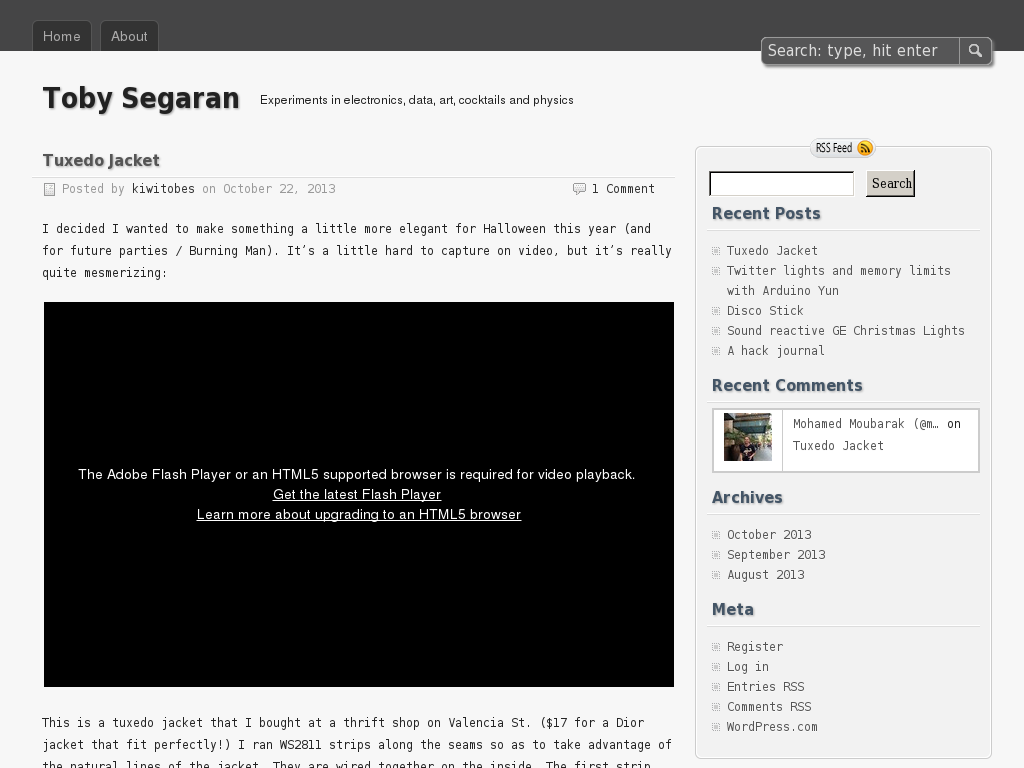 Home
About
Search: type, hit enter
Toby Segaran
Experiments in electronics, data, art, cocktails and physics
Tuxedo Jacket
Posted by kiwitobes on October 22, 2013
1 Comment
I decided I wanted to make something a little more elegant for Halloween this year (and
for future parties / Burning Man). It’s a little hard to capture on video, but it’s really
quite mesmerizing:
The Adobe Flash Player or an HTML5 supported browser is required for video playback.
Get the latest Flash Player
Learn more about upgrading to an HTML5 browser
This is a tuxedo jacket that I bought at a thrift shop on Valencia St. ($17 for a Dior
jacket that fit perfectly!) I ran WS2811 strips along the seams so as to take advantage of
the natural lines of the jacket. They are wired together on the inside. The first strip
RSS Feed
Search
Recent Posts
Tuxedo Jacket
Twitter lights and memory limits
with Arduino Yun
Disco Stick
Sound reactive GE Christmas Lights
A hack journal
Recent Comments
Mohamed Moubarak (@m… on
Tuxedo Jacket
Archives
October 2013
September 2013
August 2013
Meta
Register
Log in
Entries RSS
Comments RSS
WordPress.com